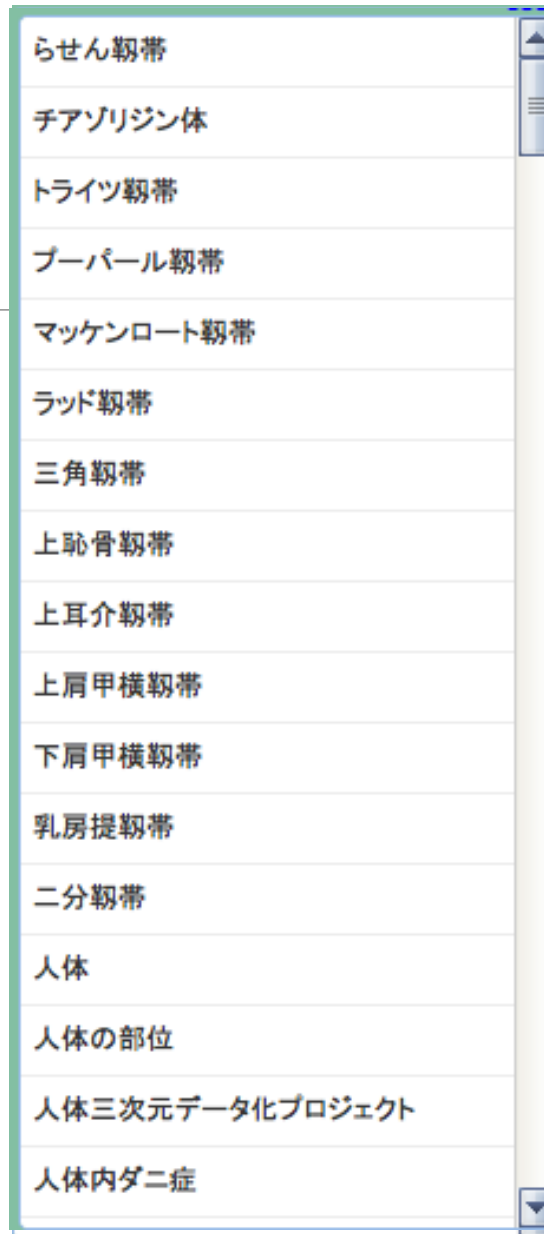 らせん靱帯
チアゾリジン体
トライツ靱帯
プーパール靱帯
マッケンロート靱帯
ラッド靱帯
三角靱帯
上恥骨靱帯
上耳介靱帯
上肩甲横靱帯
下肩甲横靱帯
乳房提靱帯
二分靱帯
人体
人体の部位
人体三次元データ化プロジェクト
人体内ダニ症